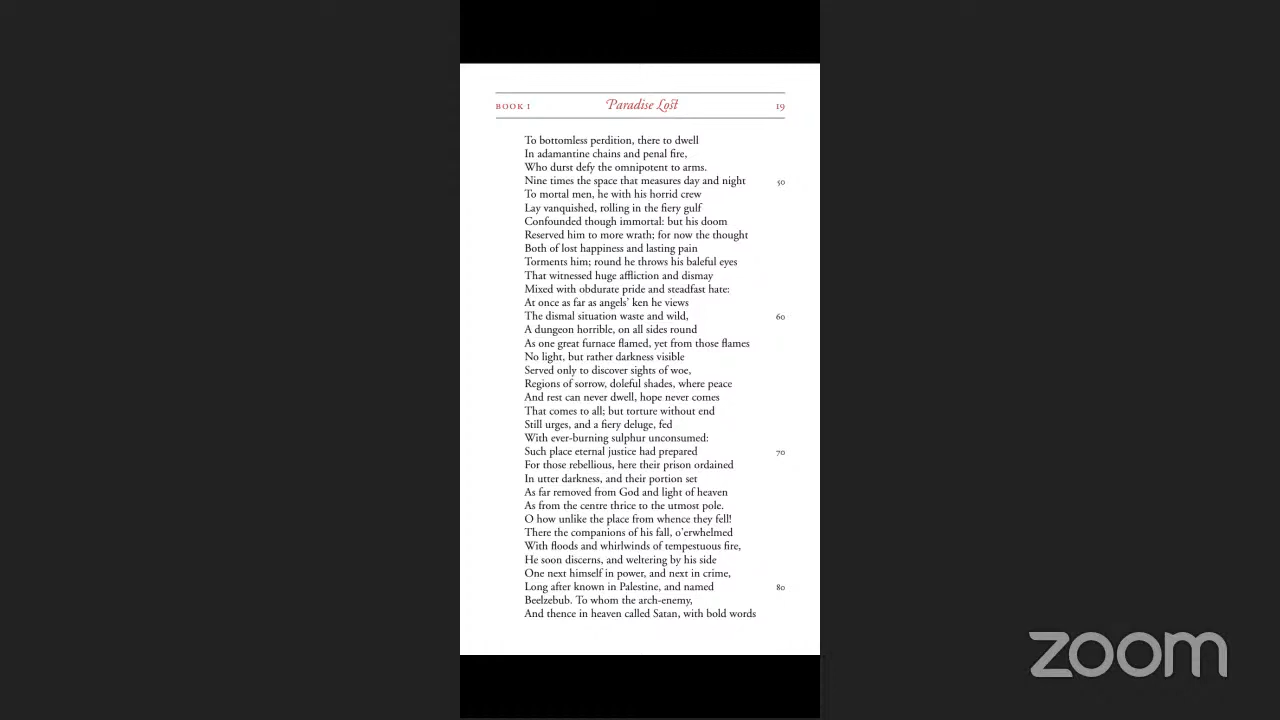 BOOK 1 Paradise Lost 19
To bottomless perdition, there to dwell
In adamantine chains and penal fire,
Who durst defy the omnipotent to arms.
Nine times the space that measures day and night 50
To mortal men, he with his horrid crew
Lay vanquished, rolling in the fiery gulf
Confounded though immortal: but his doom
Reserved him to more wrath; for now the thought
Both of lost happiness and lasting pain
Torments him; round he throws his baleful eyes
That witnessed huge affliction and dismay
Mixed with obdurate pride and steadfast hate:
At once as far as angels' ken he views
The dismal situation waste and wild, 60
A dungeon horrible, on all sides round
As one great furnace flamed, yet from those flames
No light, but rather darkness visible
Served only to discover sights of woe,
Regions of sorrow, doleful shades, where peace
And rest can never dwell, hope never comes
That comes to all; but torture without end
Still urges, and a fiery deluge, fed
With ever-burning sulphur unconsumed:
Such place eternal justice had prepared 70
For those rebellious, here their prison ordained
In utter darkness, and their portion set
As far removed from God and light of heaven
As from the centre thrice to the utmost pole.
O how unlike the place from whence they fell!
There the companions of his fall, o'erwhelmed
With floods and whirlwinds of tempestuous fire,
He soon discerns, and weltering by his side
One next himself in power, and next in crime,
Long after known in Palestine, and named 80
Beelzebub. To whom the arch-enemy,
And thence in heaven called Satan, with bold words
zoom